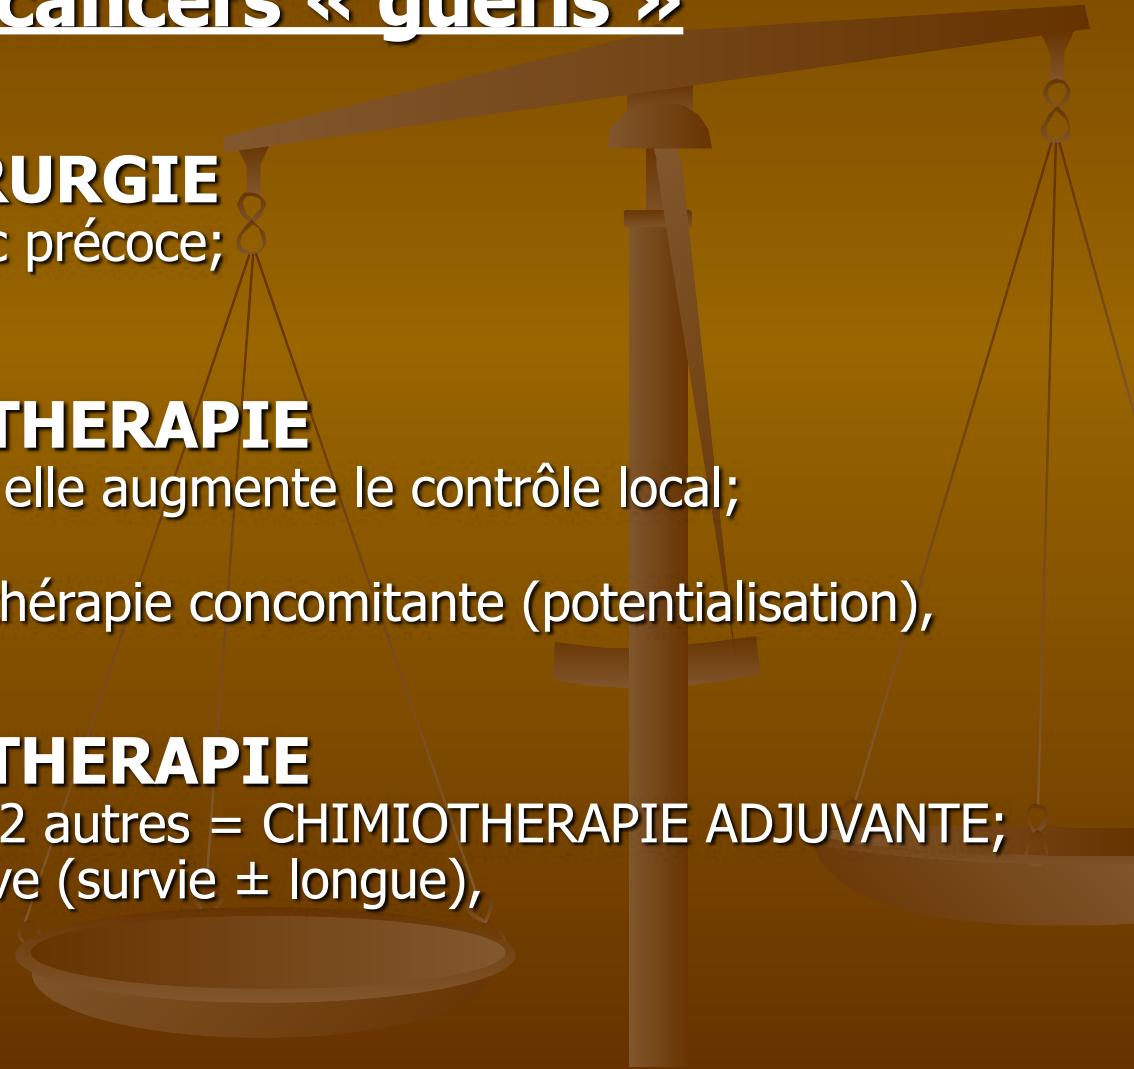 cancers « guéris »
RURGIE
c précoce;
THERAPIE
elle augmente le contrôle local;
hérapie concomitante (potentialisation),
THERAPIE
2 autres = CHIMIOTHERAPIE ADJUVANTE;
ve (survie ± longue),